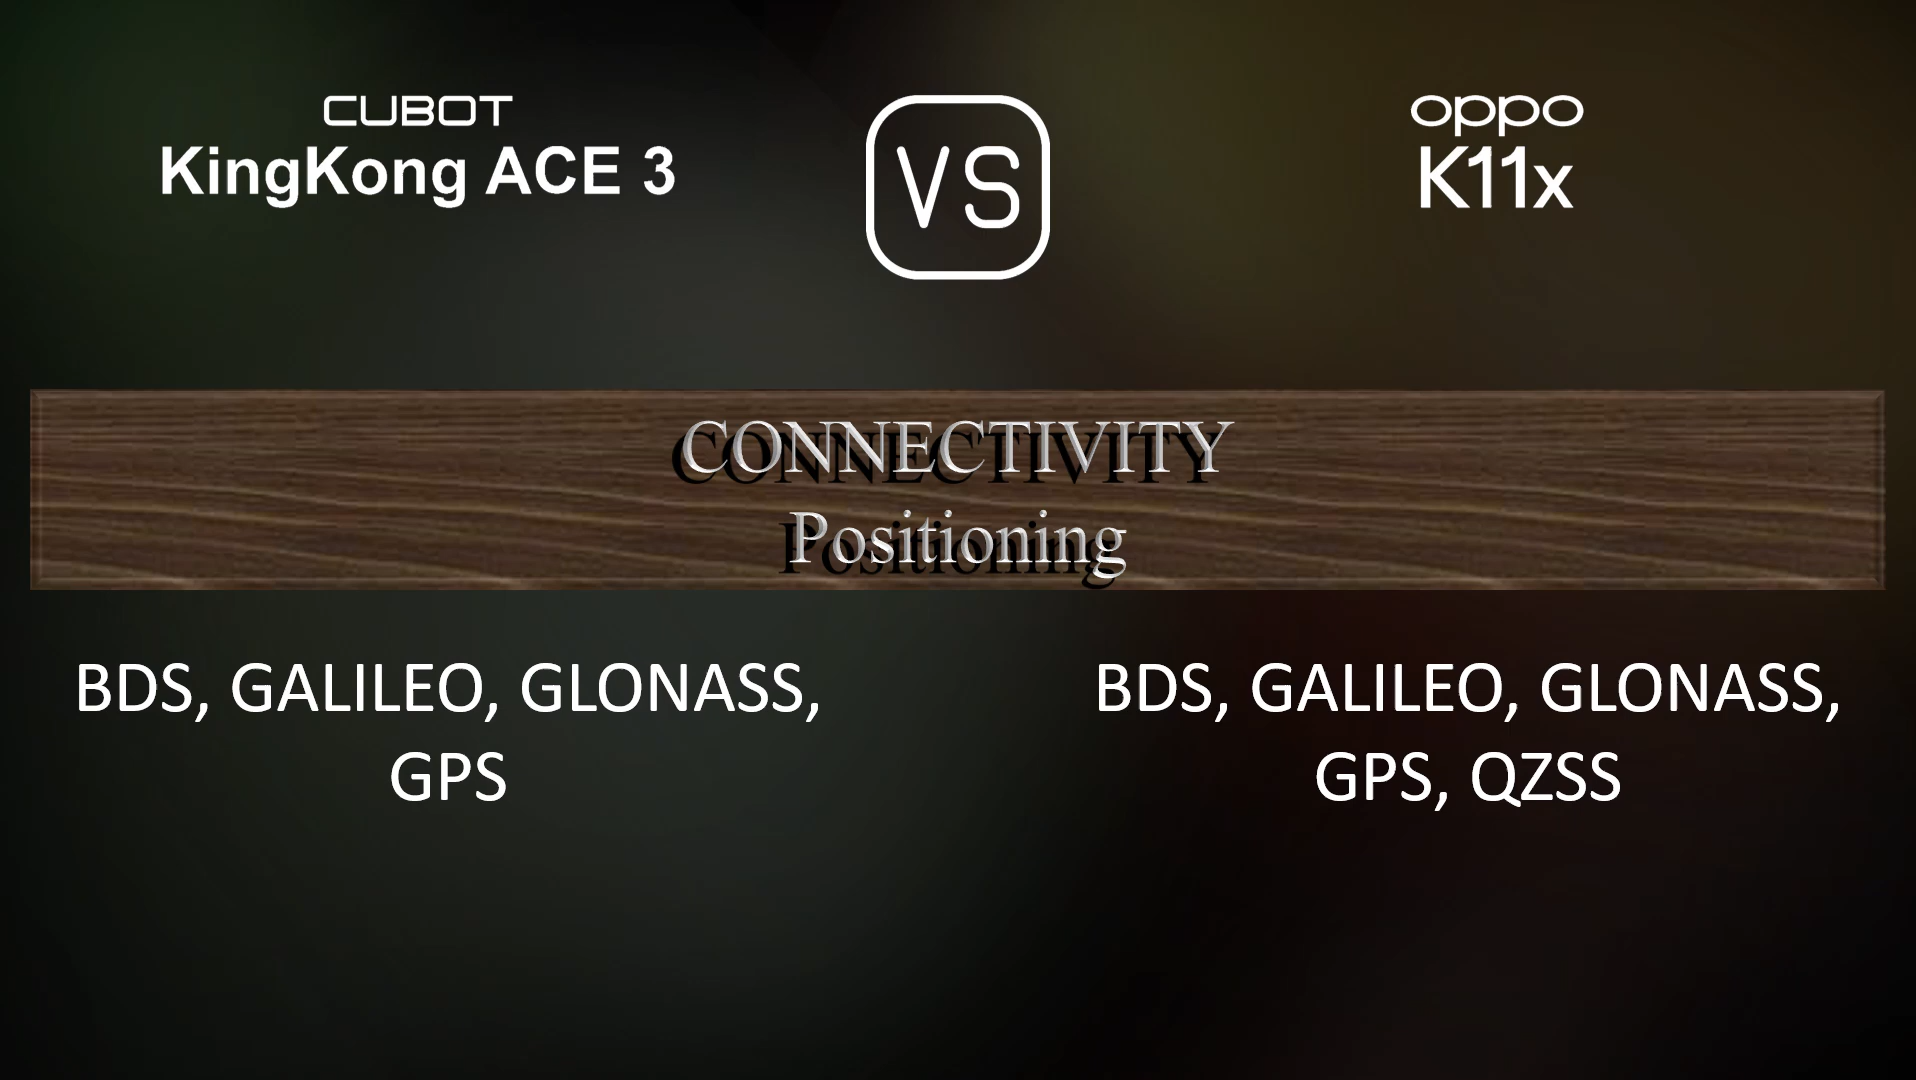 CUBOT
KingKong ACE 3
VS
oppo
K11x
CONNECTIVITY
Positioning
BDS, GALILEO, GLONASS,
GPS
BDS, GALILEO, GLONASS,
GPS, QZSS